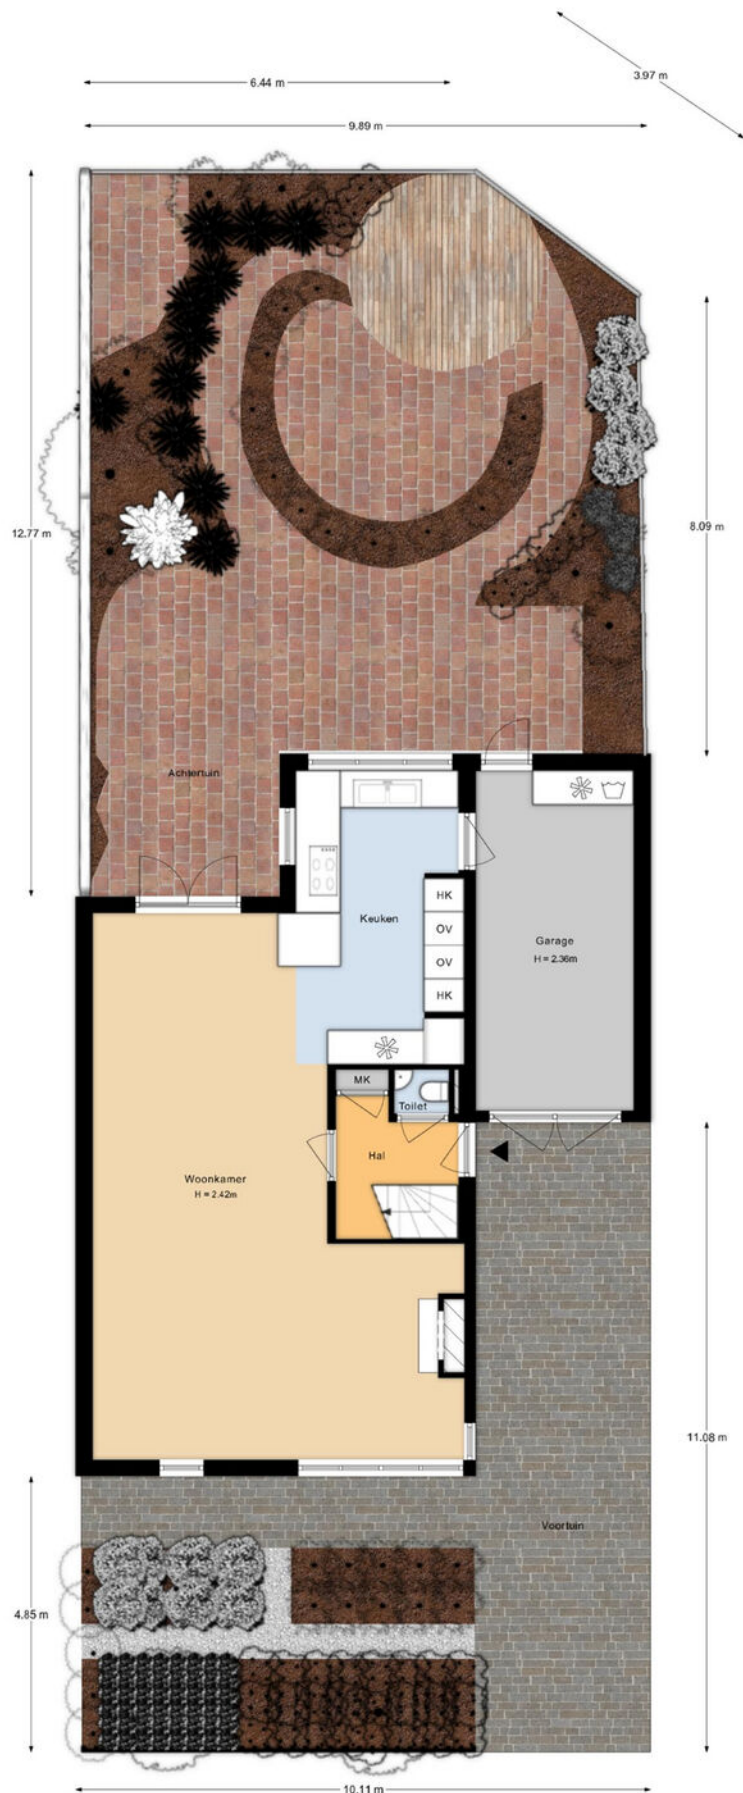 6.44 m
3.97 m
9.89 m
12.77 m
8.09 m
Achtertuin
HK
Keuken
OV
Garage
H = 2.36m
OV
HK
MK
Toilet
Hal
Woonkamer
H = 2.42m
11.08 m
Voortuin
4.85 m
10.11 m